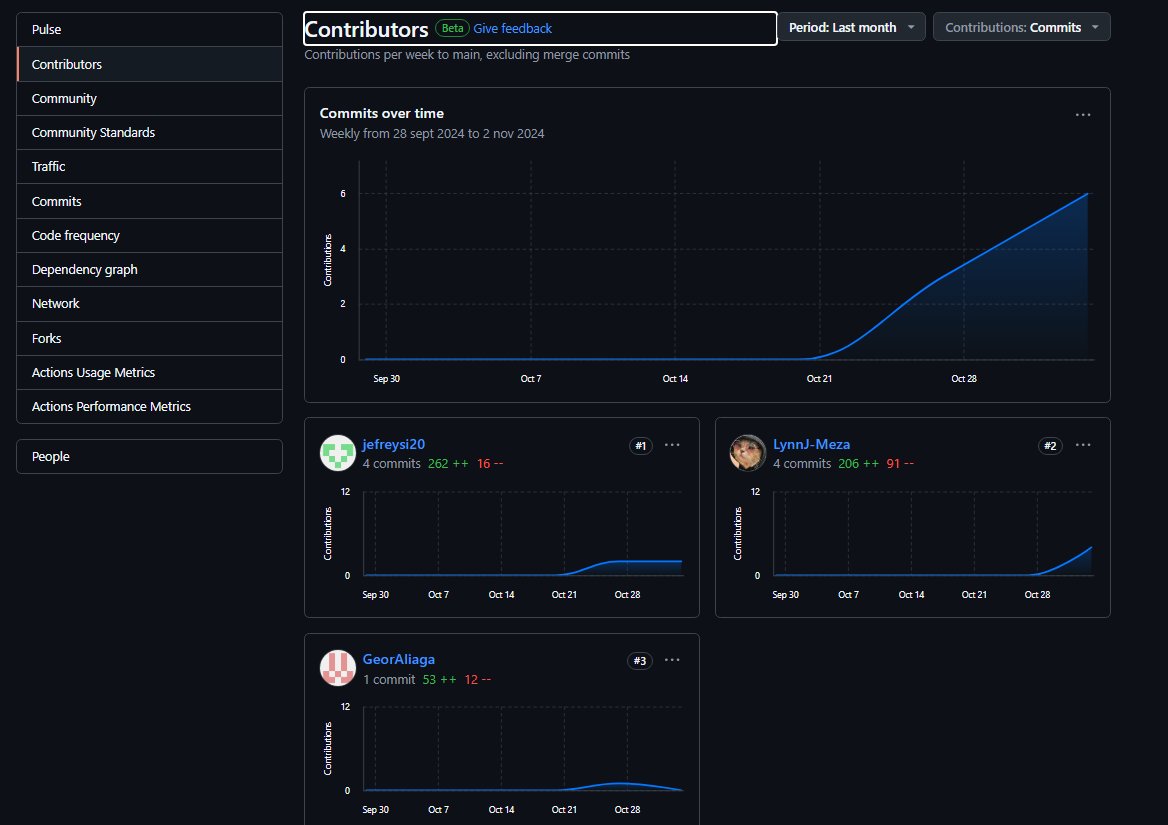 Pulse
Contributors
Community
Community Standards
Traffic
Commits
Code frequency
Dependency graph
Network
Forks
Actions Usage Metrics
Actions Performance Metrics
People
Contributors Beta Give feedback
Period: Last month
Contributions: Commits
Contributions per week to main, excluding merge commits
Commits over time
Weekly from 28 sept 2024 to 2 nov 2024
Contributions
6
4
2
0
Sep 30 Oct 7 Oct 14 Oct 21 Oct 28
jefreysi20 #1
4 commits 262 ++ 16 --
Contributions
12
0
Sep 30 Oct 7 Oct 14 Oct 21 Oct 28
LynnJ-Meza #2
4 commits 206 ++ 91 --
Contributions
12
0
Sep 30 Oct 7 Oct 14 Oct 21 Oct 28
GeorAliaga #3
1 commit 53 ++ 12 --
Contributions
12
0
Sep 30 Oct 7 Oct 14 Oct 21 Oct 28